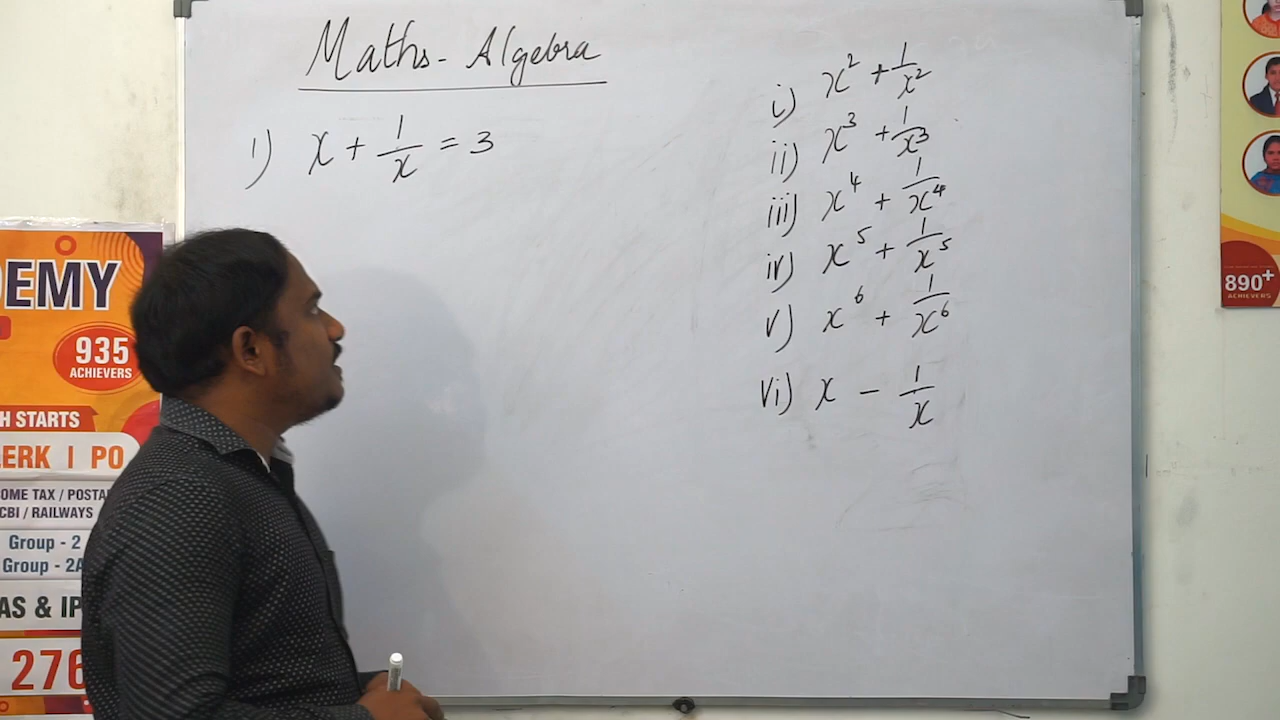 Maths - Algebra
1) x + 1/x = 3
i) x² + 1/x²
ii) x³ + 1/x³
iii) x⁴ + 1/x⁴
iv) x⁵ + 1/x⁵
v) x⁶ + 1/x⁶
vi) x - 1/x
DEMY
935
ACHIEVERS
H STARTS
ERK | PO
OME TAX / POSTA
CBI / RAILWAYS
Group - 2
Group - 2A
AS & IP
276
890+
ACHIEVERS